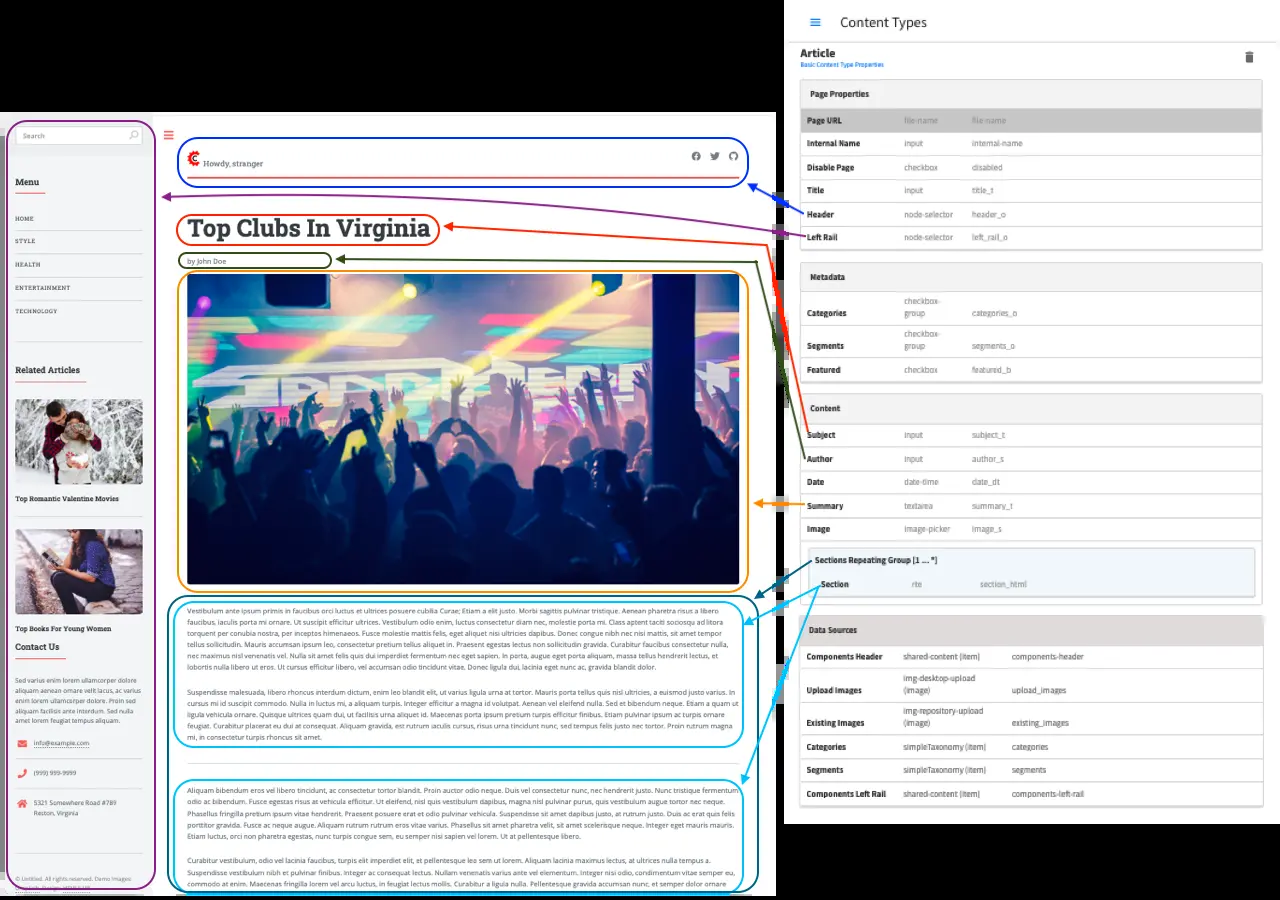 Search
Menu
HOME
STYLE
HEALTH
ENTERTAINMENT
TECHNOLOGY
Related Articles
Top Romantic Valentine Movies
Top Books For Young Women
Contact Us
Sed varius enim lorem ullamcorper dolore
aliquam aenean ornare velit lacus, ac varius
enim lorem ullamcorper dolore. Proin sed
aliquam facilisis ante interdum. Sed nulla
amet lorem feugiat tempus aliquam.
info@example.com
(999) 999-9999
5321 Somewhere Road #789
Reston, Virginia
© Untitled. All rights reserved. Demo Images:
Howdy, stranger
Top Clubs In Virginia
by John Doe
Vestibulum ante ipsum primis in faucibus orci luctus et ultrices posuere cubilia Curae; Etiam a elit justo. Morbi sagittis pulvinar tristique. Aenean pharetra risus a libero
faucibus, iaculis porta mi ornare. Ut suscipit efficitur ultrices. Vestibulum odio enim, luctus consectetur diam nec, molestie porta mi. Class aptent taciti sociosqu ad litora
torquent per conubia nostra, per inceptos himenaeos. Fusce molestie mattis felis, eget aliquet nisi ultricies dapibus. Donec congue nibh nec nisi mattis, sit amet tempor
tellus sollicitudin. Mauris accumsan ipsum leo, consectetur pretium tellus aliquet in. Praesent egestas lectus non sollicitudin gravida. Curabitur faucibus consectetur nulla,
nec maximus nisl venenatis vel. Nulla sit amet felis quis dui imperdiet fermentum nec eget sapien. In porta, augue eget porta aliquam, massa tellus hendrerit lectus, et
lobortis nulla libero ut eros. Ut cursus efficitur libero, vel accumsan odio tincidunt vitae. Donec ligula dui, lacinia eget nunc ac, gravida blandit dolor.
Suspendisse malesuada, libero rhoncus interdum dictum, enim leo blandit elit, ut varius ligula urna at tortor. Mauris porta tellus quis nisl ultricies, a euismod justo varius. In
cursus mi id suscipit commodo. Nulla in luctus mi, a aliquam turpis. Integer efficitur a magna id volutpat. Aenean vel eleifend nulla. Sed et bibendum neque. Etiam a quam ut
ligula vehicula ornare. Quisque ultrices quam dui, ut facilisis urna aliquet id. Maecenas porta ipsum pretium turpis efficitur finibus. Etiam pulvinar ipsum ac turpis ornare
feugiat. Curabitur placerat eu dui at consequat. Aliquam gravida, est rutrum iaculis cursus, risus urna tincidunt nunc, sed tempus felis justo nec tortor. Proin rutrum magna
mi, in consectetur turpis rhoncus sit amet.
Aliquam bibendum eros vel libero tincidunt, ac consectetur tortor blandit. Proin auctor odio neque. Duis vel consectetur nunc, nec hendrerit justo. Nunc tristique fermentum
odio ac bibendum. Fusce egestas risus at vehicula efficitur. Ut eleifend, nisl quis vestibulum dapibus, magna nisl pulvinar purus, quis vestibulum augue tortor nec neque.
Phasellus fringilla pretium ipsum vitae hendrerit. Praesent posuere erat et odio pulvinar vehicula. Suspendisse sit amet dapibus justo, at rutrum justo. Duis ac erat quis felis
porttitor gravida. Fusce ac neque augue. Aliquam rutrum rutrum eros vitae varius. Phasellus sit amet pharetra velit, sit amet scelerisque neque. Integer eget mauris mauris.
Etiam luctus, orci non pharetra egestas, nunc turpis congue sem, eu semper nisi sapien vel lorem. Ut at pellentesque libero.
Curabitur vestibulum, odio vel lacinia faucibus, turpis elit imperdiet elit, et pellentesque leo sem ut lorem. Aliquam lacinia maximus lectus, at ultrices nulla tempus a.
Suspendisse vestibulum egestas finibus. Integer ac consequat lectus. Nullam varius varius ante et elementum. Integer nisi odio, condimentum vitae semper eu,
commodo at enim. Maecenas fringilla lorem vel arcu luctus, in feugiat lectus mollis. Curabitur a ligula nulla. Pellentesque gravida accumsan nunc, et semper dolor ornare
Content Types
Article
Basic Content Type Properties
Page Properties
Page URL file-name file-name
Internal Name input internal-name
Disable Page checkbox disabled
Title input title_t
Header node-selector header_o
Left Rail node-selector left_rail_o
Metadata
Categories checkbox-group categories_o
Segments checkbox-group segments_o
Featured checkbox featured_b
Content
Subject input subject_t
Author input author_s
Date date-time date_dt
Summary textarea summary_t
Image image-picker image_s
Sections Repeating Group [1 ... *]
Section rte section_html
Data Sources
Components Header shared-content (item) components-header
Upload Images img-desktop-upload (image) upload_images
Existing Images img-repository-upload (image) existing_images
Categories simpleTaxonomy (item) categories
Segments simpleTaxonomy (item) segments
Components Left Rail shared-content (item) components-left-rail